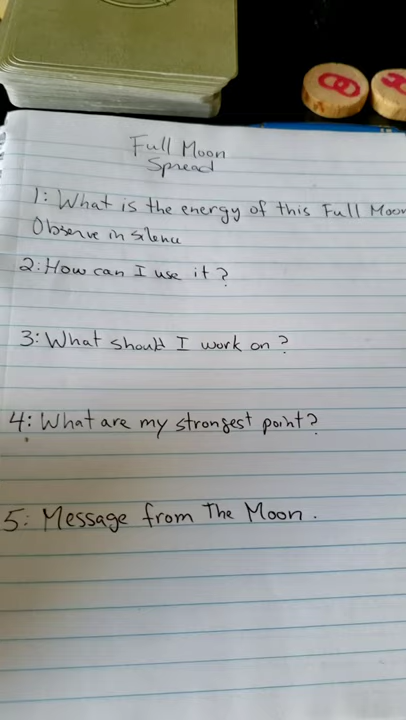 Full Moon
Spread
1: What is the energy of this Full Moon
Observe in silence
2: How can I use it?
3: What should I work on?
4: What are my strongest point?
5: Message from The Moon.